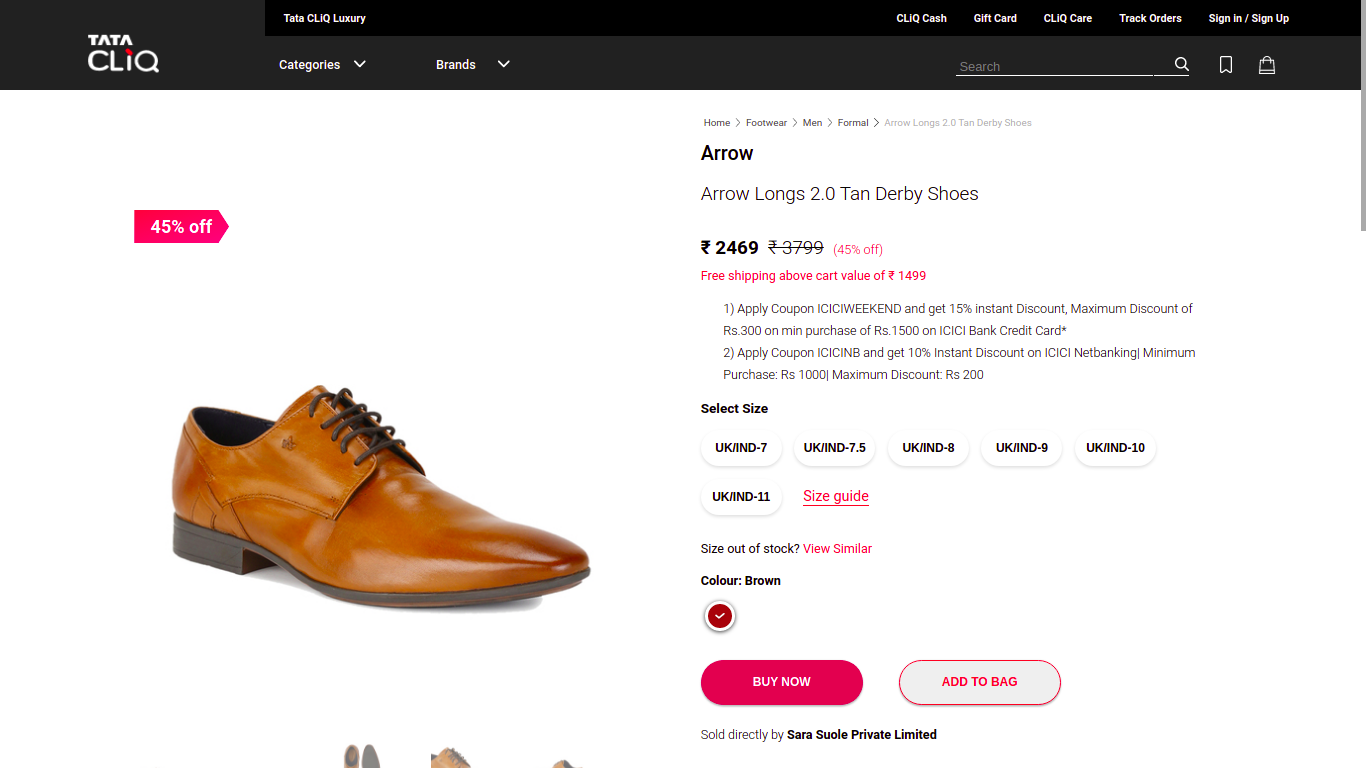 Tata CLiQ Luxury
CLiQ Cash
Gift Card
CLiQ Care
Track Orders
Sign in / Sign Up
TATA
CLiQ
Categories
Brands
Search
Home > Footwear > Men > Formal > Arrow Longs 2.0 Tan Derby Shoes
Arrow
Arrow Longs 2.0 Tan Derby Shoes
45% off
₹ 2469 ₹ 3799 (45% off)
Free shipping above cart value of ₹ 1499
1) Apply Coupon ICICIWEEKEND and get 15% instant Discount, Maximum Discount of
Rs.300 on min purchase of Rs.1500 on ICICI Bank Credit Card*
2) Apply Coupon ICICINB and get 10% Instant Discount on ICICI Netbanking| Minimum
Purchase: Rs 1000| Maximum Discount: Rs 200
Select Size
UK/IND-7
UK/IND-7.5
UK/IND-8
UK/IND-9
UK/IND-10
UK/IND-11
Size guide
Size out of stock? View Similar
Colour: Brown
BUY NOW
ADD TO BAG
Sold directly by Sara Suole Private Limited